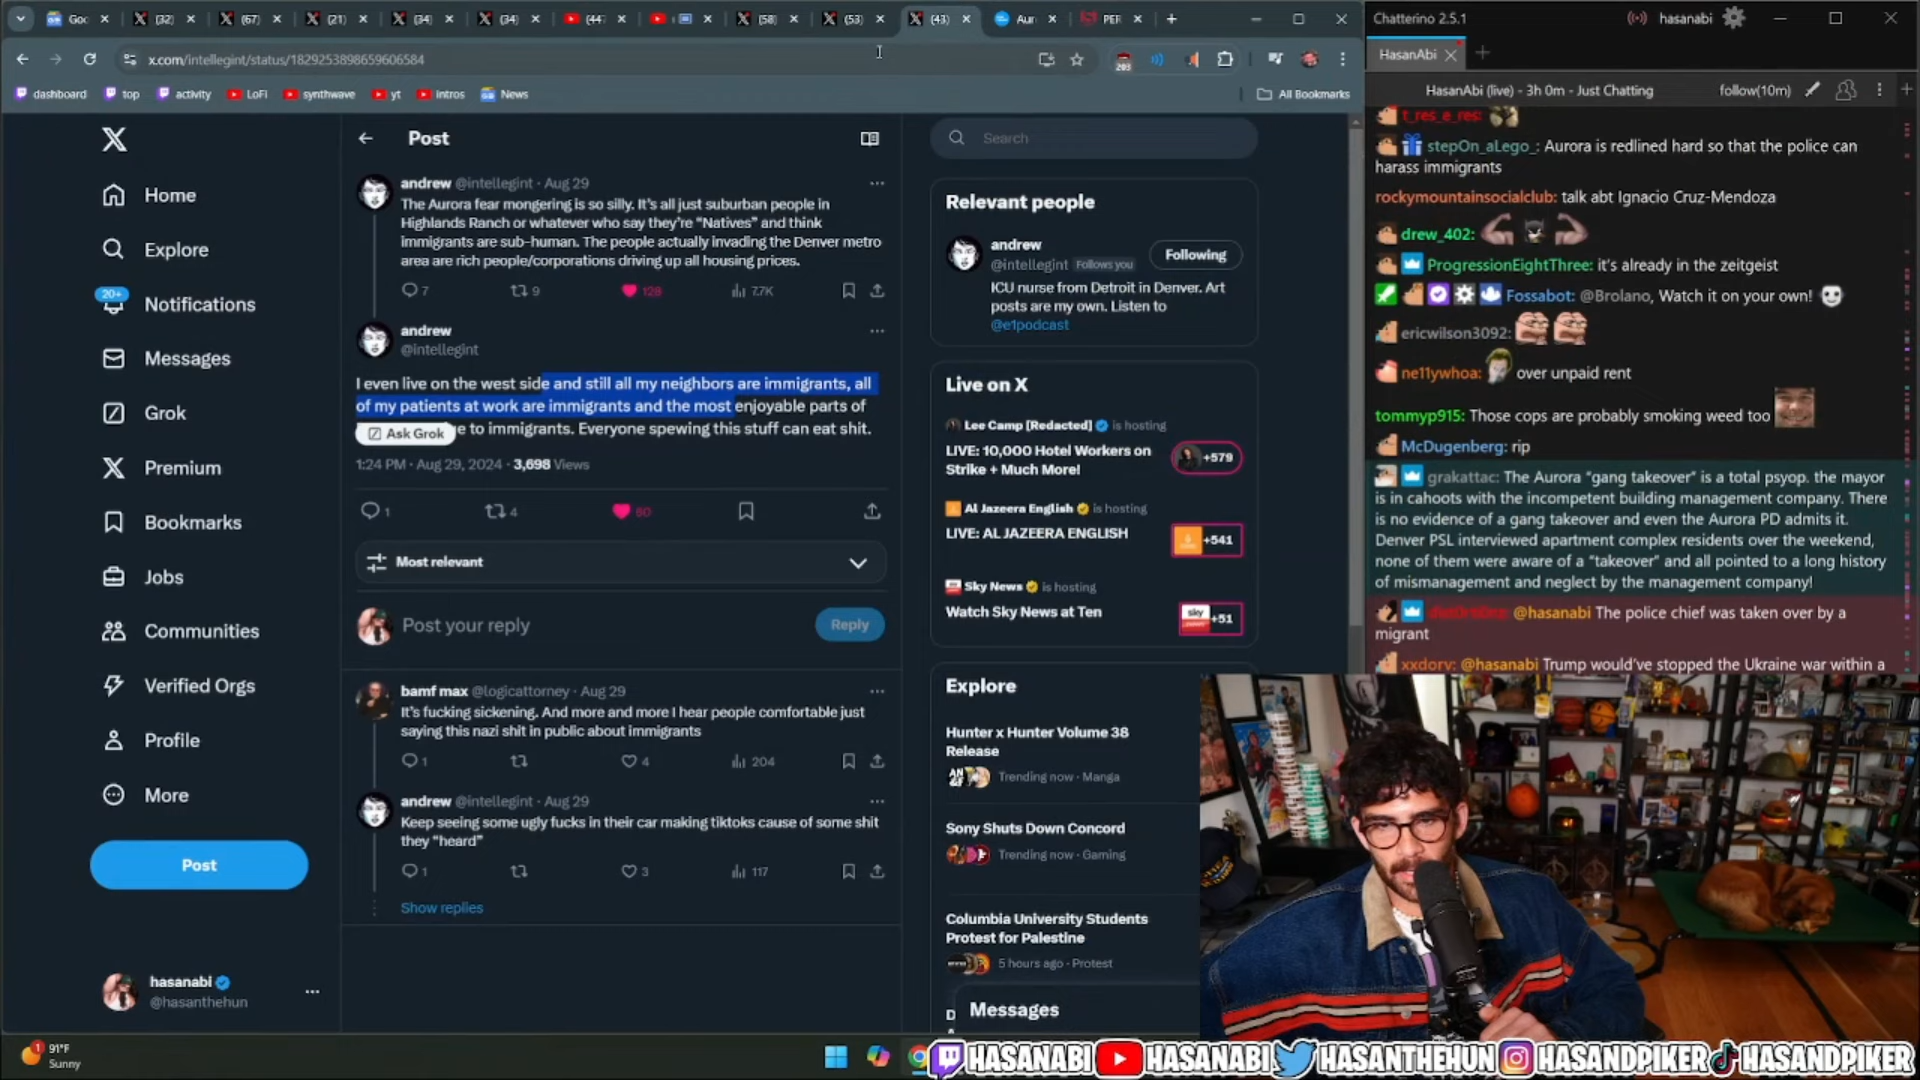 Goc
(32)
(67)
(21)
(34)
(34)
(44
(58)
(53)
(43)
Aur
PER
x.com/intellegint/status/1829253898659606584
203
dashboard
top
activity
LoFi
synthwave
yt
Intros
News
All Bookmarks
Home
Explore
20+
Notifications
Messages
Grok
Premium
Bookmarks
Jobs
Communities
Verified Orgs
Profile
More
Post
hasanabi
@hasanthehun
Post
andrew @intellegint · Aug 29
The Aurora fear mongering is so silly. It's all just suburban people in
Highlands Ranch or whatever who say they're "Natives" and think
immigrants are sub-human. The people actually invading the Denver metro
area are rich people/corporations driving up all housing prices.
7
9
128
7.7K
andrew
@intellegint
I even live on the west side and still all my neighbors are immigrants, all
of my patients at work are immigrants and the most enjoyable parts of
Ask Grok
e to immigrants. Everyone spewing this stuff can eat shit.
1:24 PM · Aug 29, 2024 · 3,698 Views
1
4
60
Most relevant
Post your reply
Reply
bamf max @logicattorney · Aug 29
It's fucking sickening. And more and more I hear people comfortable just
saying this nazi shit in public about immigrants
1
4
204
andrew @intellegint · Aug 29
Keep seeing some ugly fucks in their car making tiktoks cause of some shit
they "heard"
1
3
117
Show replies
Search
Relevant people
andrew
@intellegint Follows you
Following
ICU nurse from Detroit in Denver. Art
posts are my own. Listen to
@e1podcast
Live on X
Lee Camp [Redacted] is hosting
LIVE: 10,000 Hotel Workers on
Strike + Much More!
+579
Al Jazeera English is hosting
LIVE: AL JAZEERA ENGLISH
+541
Sky News is hosting
Watch Sky News at Ten
sky
+51
Explore
Hunter x Hunter Volume 38
Release
Trending now · Manga
Sony Shuts Down Concord
Trending now · Gaming
Columbia University Students
Protest for Palestine
5 hours ago · Protest
D
Messages
Chatterino 2.5.1
hasanabi
HasanAbi
HasanAbi (live) - 3h 0m - Just Chatting
follow(10m)
t_res_e_res:
stepOn_aLego_: Aurora is redlined hard so that the police can
harass immigrants
rockymountainsocialclub: talk abt Ignacio Cruz-Mendoza
drew_402:
ProgressionEightThree: it's already in the zeitgeist
Fossabot: @Brolano, Watch it on your own!
ericwilson3092:
ne11ywhoa: over unpaid rent
tommyp915: Those cops are probably smoking weed too
McDugenberg: rip
grakattac: The Aurora "gang takeover" is a total psyop. the mayor
is in cahoots with the incompetent building management company. There
is no evidence of a gang takeover and even the Aurora PD admits it.
Denver PSL interviewed apartment complex residents over the weekend,
none of them were aware of a "takeover" and all pointed to a long history
of mismanagement and neglect by the management company!
@hasanabi The police chief was taken over by a
migrant
xxdorv: @hasanabi Trump would've stopped the Ukraine war within a
1
91°F
Sunny
HASANABI
HASANABI
HASANTHEHUN
HASANDPIKER
HASANDPIKER